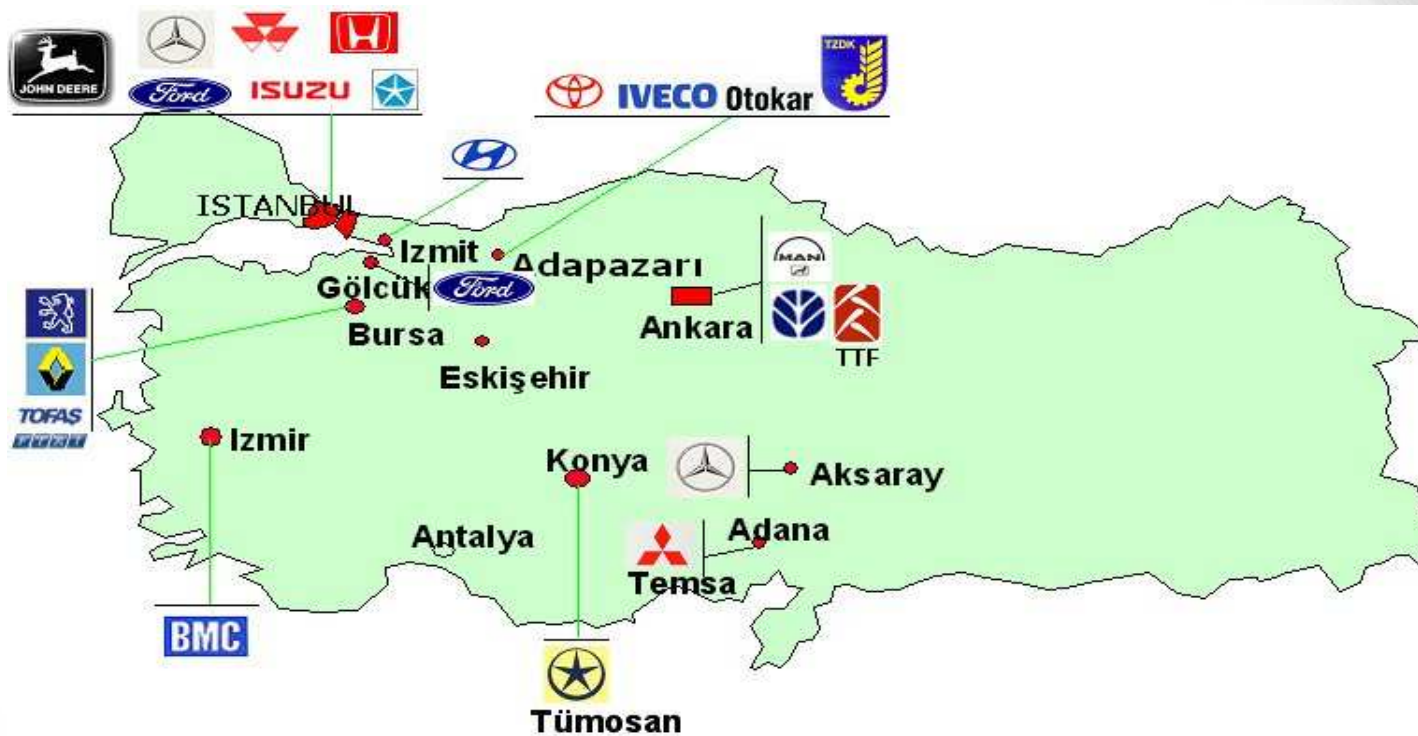 JOHN DEERE
Ford
ISUZU
IVECO Otokar
TZDK
ISTANBUL
Izmit
Adapazarı
Gölcük
Ford
MAN
Bursa
Ankara
TTF
Eskişehir
TOFAŞ
Izmir
Konya
Aksaray
Antalya
Adana
Temsa
BMC
Tümosan